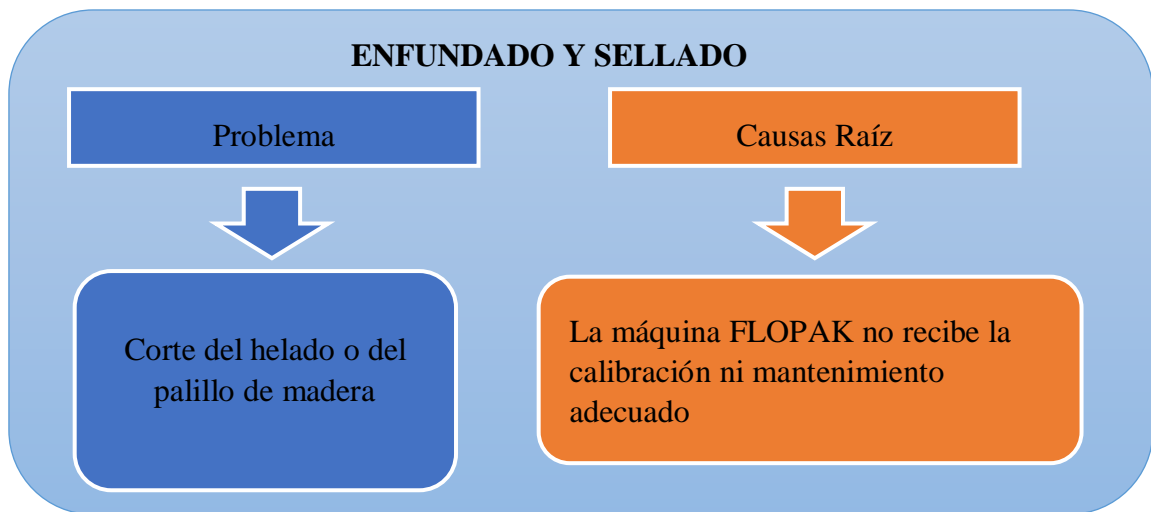 ENFUNDADO Y SELLADO
Problema
Causas Raíz
Corte del helado o del
palillo de madera
La máquina FLOPAK no recibe la
calibración ni mantenimiento
adecuado